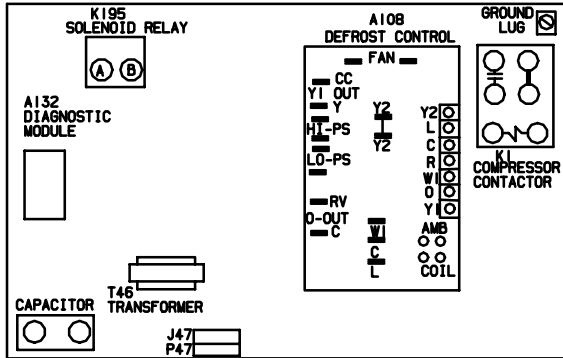 K195
SOLENOID RELAY
A B
A132
DIAGNOSTIC
MODULE
CAPACITOR
T46
TRANSFORMER
J47
P47
A108
DEFROST CONTROL
FAN
CC
Y1 OUT
Y
HI-PS
LO-PS
RV
O-OUT
C
Y2
Y2
W1
C
L
Y2
L
C
R
W1
O
Y1
AMB
COIL
GROUND
LUG
K1
COMPRESSOR
CONTACTOR